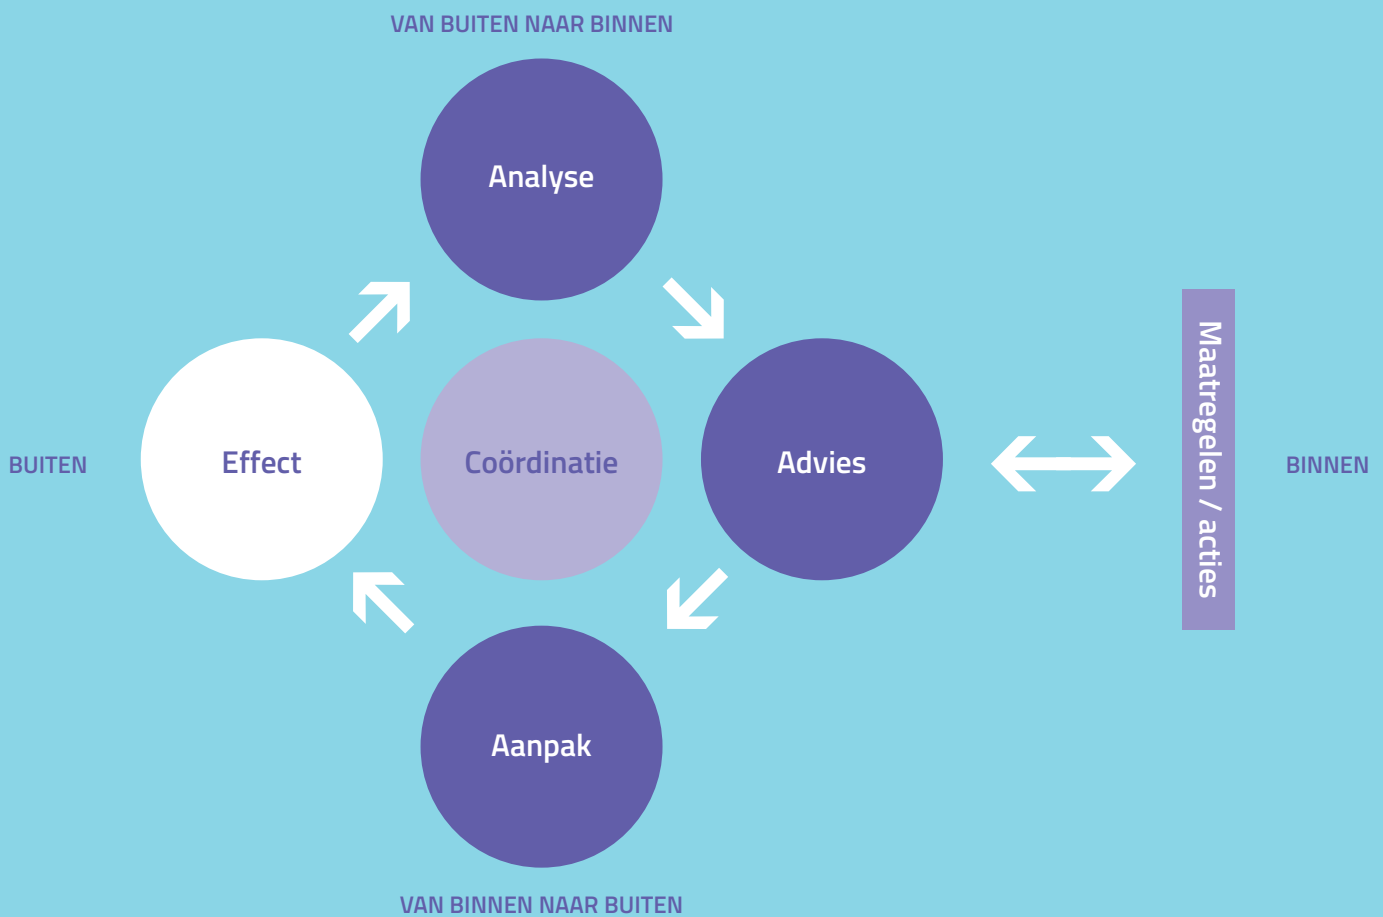 VAN BUITEN NAAR BINNEN
Analyse
BUITEN
Effect
Coördinatie
Advies
Maatregelen / acties
BINNEN
Aanpak
VAN BINNEN NAAR BUITEN